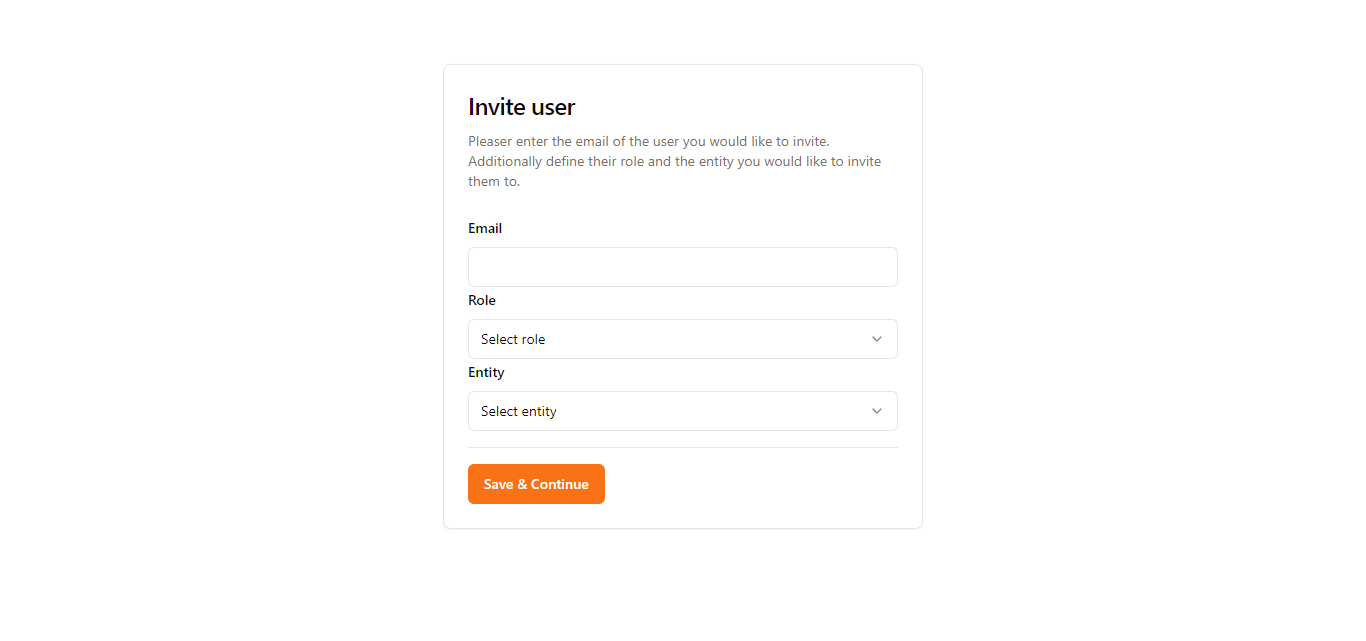 Invite user
Pleaser enter the email of the user you would like to invite.
Additionally define their role and the entity you would like to invite
them to.
Email
Role
Select role
Entity
Select entity
Save & Continue